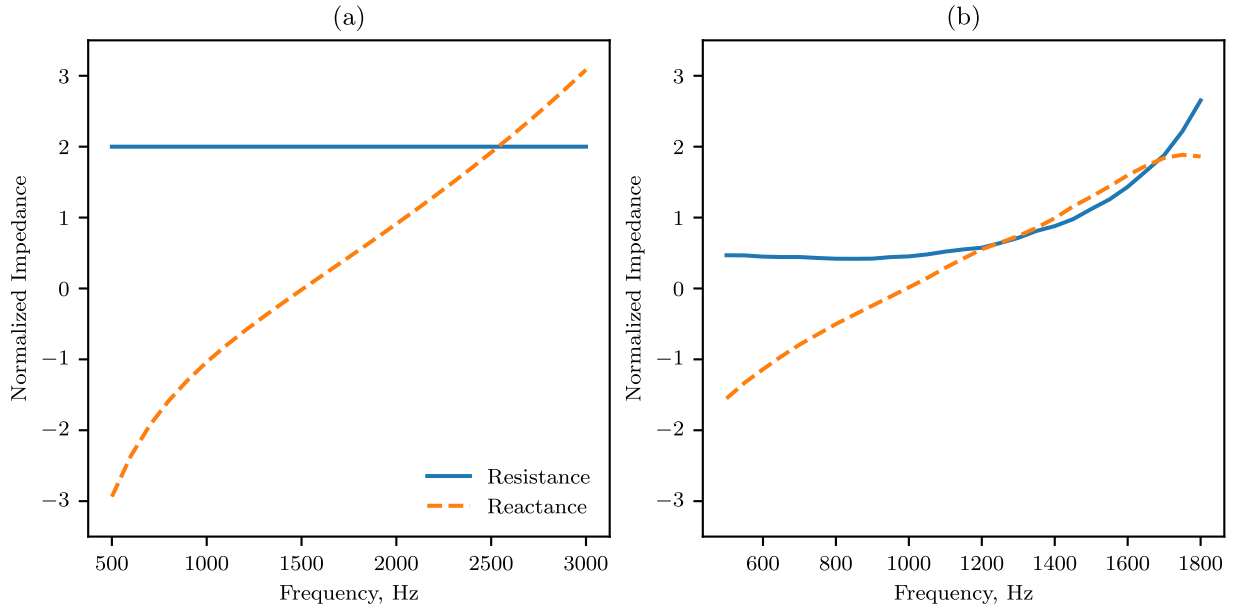 (a)
Normalized Impedance
3
2
1
0
−1
−2
−3
Resistance
Reactance
500 1000 1500 2000 2500 3000
Frequency, Hz
(b)
Normalized Impedance
3
2
1
0
−1
−2
−3
600 800 1000 1200 1400 1600 1800
Frequency, Hz